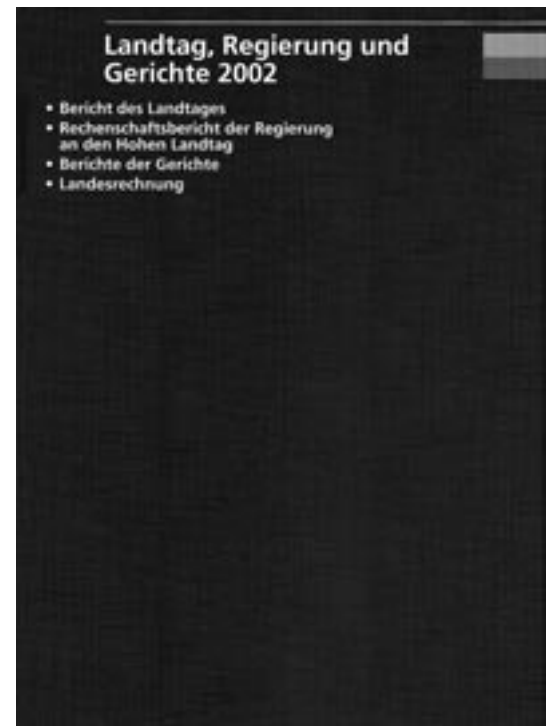 Landtag, Regierung und
Gerichte 2002
• Bericht des Landtages
• Rechenschaftsbericht der Regierung
an den Hohen Landtag
• Berichte der Gerichte
• Landesrechnung